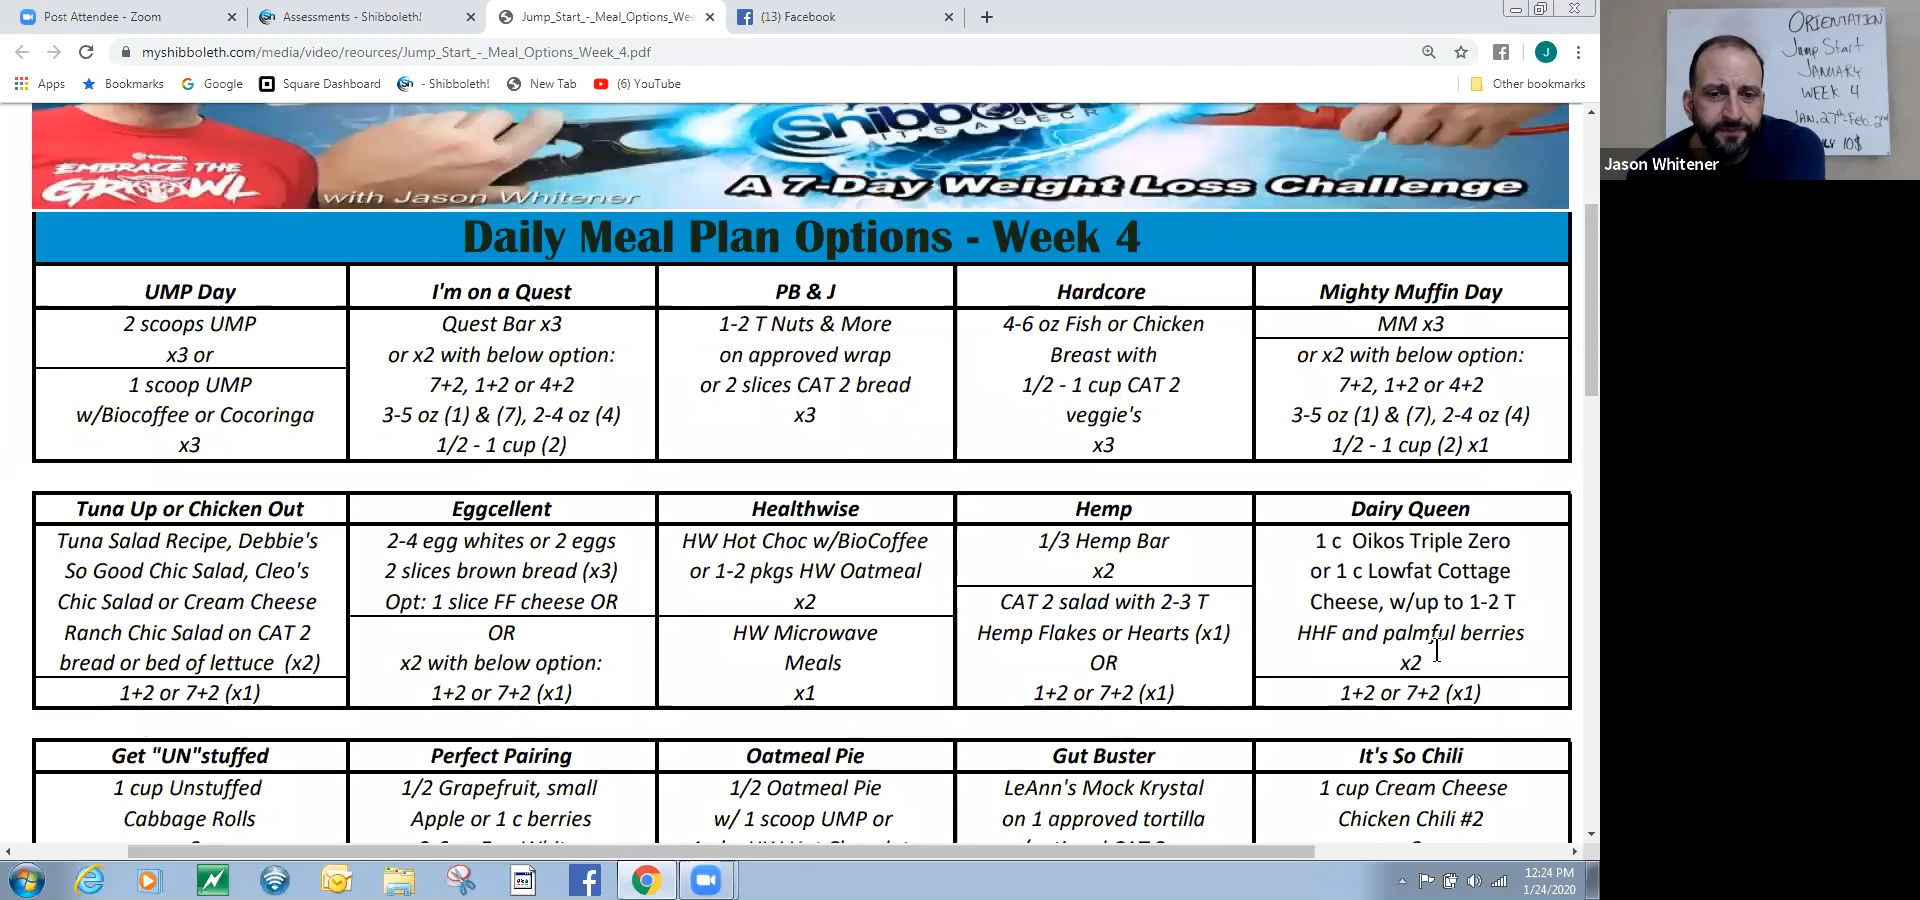 Post Attendee - Zoom
Assessments - Shibboleth!
Jump_Start_-_Meal_Options_We
(13) Facebook
myshibboleth.com/media/video/reources/Jump_Start_-_Meal_Options_Week_4.pdf
J
Apps
Bookmarks
Google
Square Dashboard
- Shibboleth!
New Tab
(6) YouTube
Other bookmarks
EMBRACE THE
GROWL
with Jason Whitener
A 7-Day Weight Loss Challenge
Daily Meal Plan Options - Week 4
UMP Day
2 scoops UMP
x3 or
1 scoop UMP
w/Biocoffee or Cocoringa
x3
I'm on a Quest
Quest Bar x3
or x2 with below option:
7+2, 1+2 or 4+2
3-5 oz (1) & (7), 2-4 oz (4)
1/2 - 1 cup (2)
PB & J
1-2 T Nuts & More
on approved wrap
or 2 slices CAT 2 bread
x3
Hardcore
4-6 oz Fish or Chicken
Breast with
1/2 - 1 cup CAT 2
veggie's
x3
Mighty Muffin Day
MM x3
or x2 with below option:
7+2, 1+2 or 4+2
3-5 oz (1) & (7), 2-4 oz (4)
1/2 - 1 cup (2) x1
Tuna Up or Chicken Out
Tuna Salad Recipe, Debbie's
So Good Chic Salad, Cleo's
Chic Salad or Cream Cheese
Ranch Chic Salad on CAT 2
bread or bed of lettuce (x2)
1+2 or 7+2 (x1)
Eggcellent
2-4 egg whites or 2 eggs
2 slices brown bread (x3)
Opt: 1 slice FF cheese OR
OR
x2 with below option:
1+2 or 7+2 (x1)
Healthwise
HW Hot Choc w/BioCoffee
or 1-2 pkgs HW Oatmeal
x2
HW Microwave
Meals
x1
Hemp
1/3 Hemp Bar
x2
CAT 2 salad with 2-3 T
Hemp Flakes or Hearts (x1)
OR
1+2 or 7+2 (x1)
Dairy Queen
1 c Oikos Triple Zero
or 1 c Lowfat Cottage
Cheese, w/up to 1-2 T
HHF and palmful berries
x2
1+2 or 7+2 (x1)
Get "UN"stuffed
1 cup Unstuffed
Cabbage Rolls
Perfect Pairing
1/2 Grapefruit, small
Apple or 1 c berries
Oatmeal Pie
1/2 Oatmeal Pie
w/ 1 scoop UMP or
Gut Buster
LeAnn's Mock Krystal
on 1 approved tortilla
It's So Chili
1 cup Cream Cheese
Chicken Chili #2
12:24 PM
1/24/2020
ORIENTATION
Jump Start
JANUARY
WEEK 4
JAN. 27th - Feb. 2nd
10$
Jason Whitener